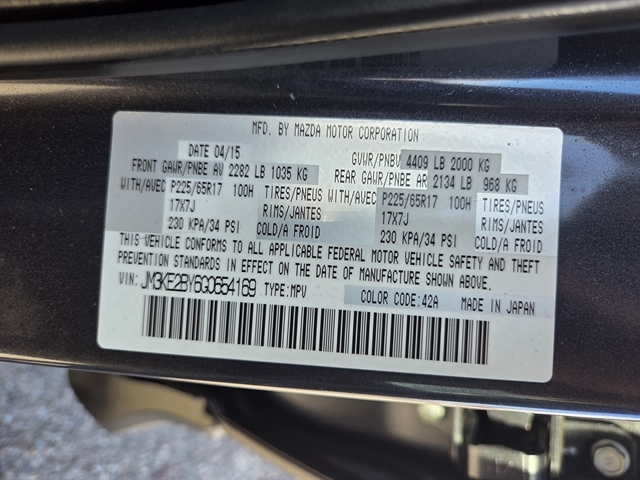 MFD. BY MAZDA MOTOR CORPORATION
DATE 04/15 GVWR/PNBV 4409 LB 2000 KG
FRONT GAWR/PNBE AV 2282 LB 1035 KG REAR GAWR/PNBE AR 2134 LB 968 KG
WITH/AVEC P225/65R17 100H TIRES/PNEUS WITH/AVEC P225/65R17 100H TIRES/PNEUS
17X7J RIMS/JANTES 17X7J RIMS/JANTES
230 KPA/34 PSI COLD/A FROID 230 KPA/34 PSI COLD/A FROID
THIS VEHICLE CONFORMS TO ALL APPLICABLE FEDERAL MOTOR VEHICLE SAFETY AND THEFT
PREVENTION STANDARDS IN EFFECT ON THE DATE OF MANUFACTURE SHOWN ABOVE.
VIN: JM3KE2BY6G0654169 TYPE:MPV COLOR CODE:42A MADE IN JAPAN